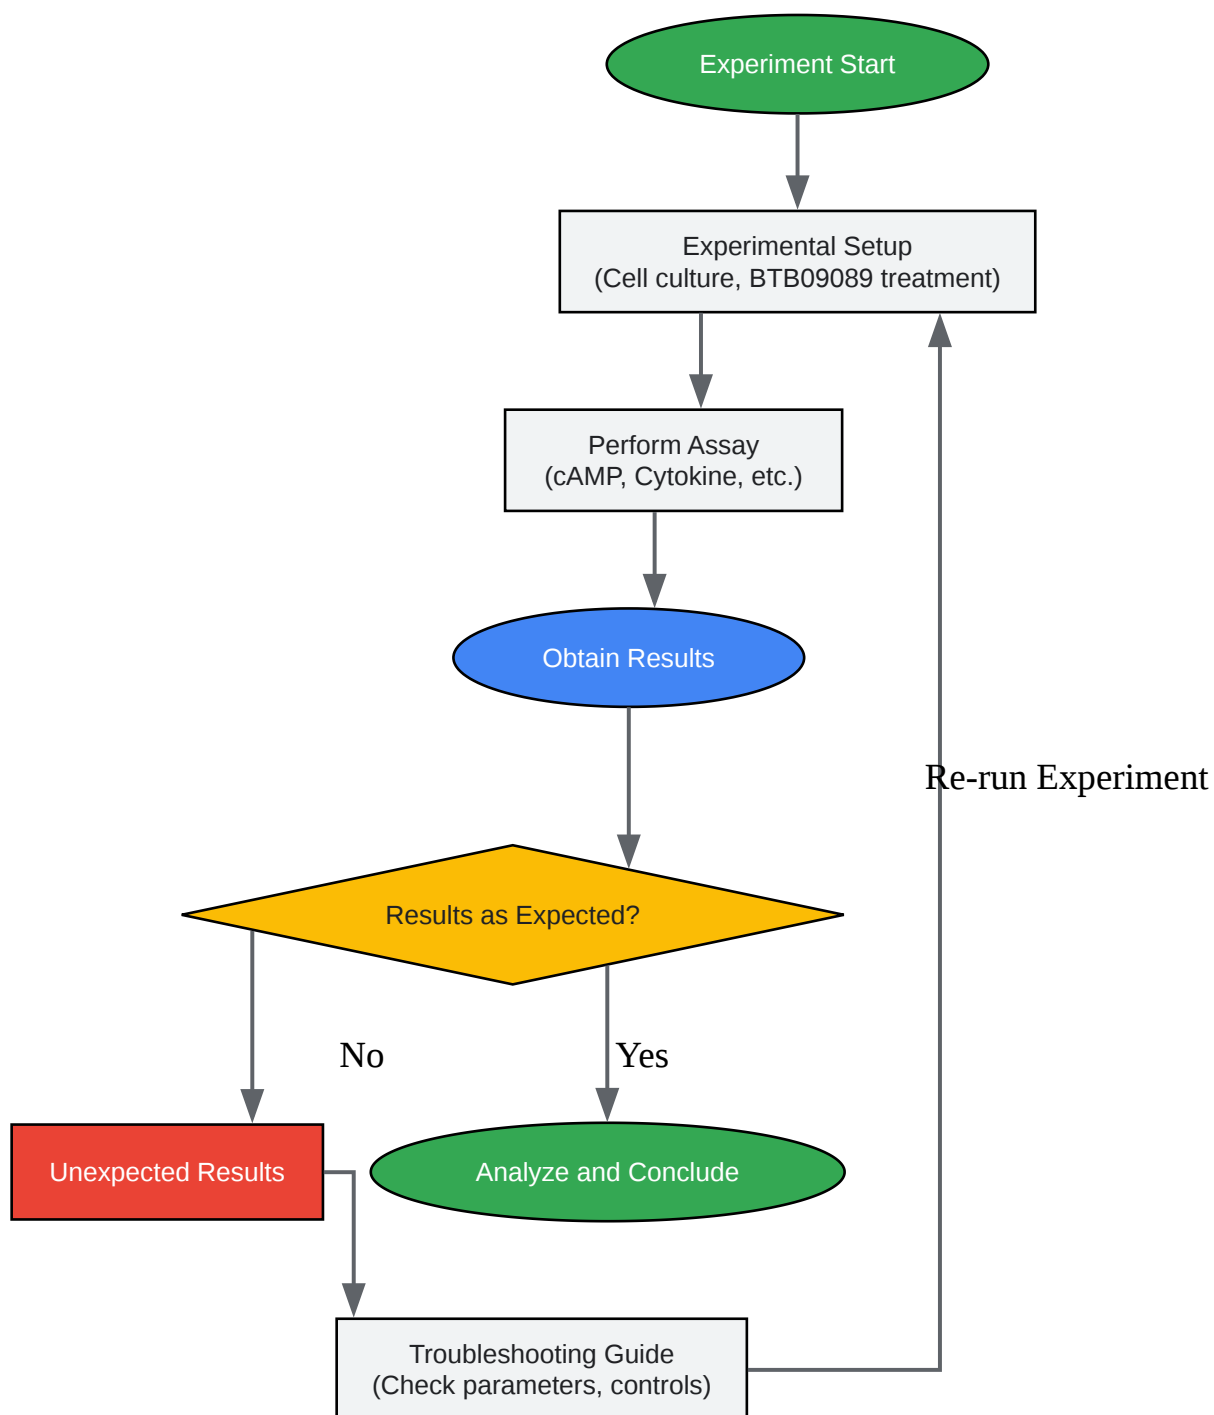 Experiment Start
Experimental Setup
(Cell culture, BTB09089 treatment)
Perform Assay
(cAMP, Cytokine, etc.)
Obtain Results
Re-run Experiment
Results as Expected?
No
Yes
Unexpected Results
Analyze and Conclude
Troubleshooting Guide
(Check parameters, controls)